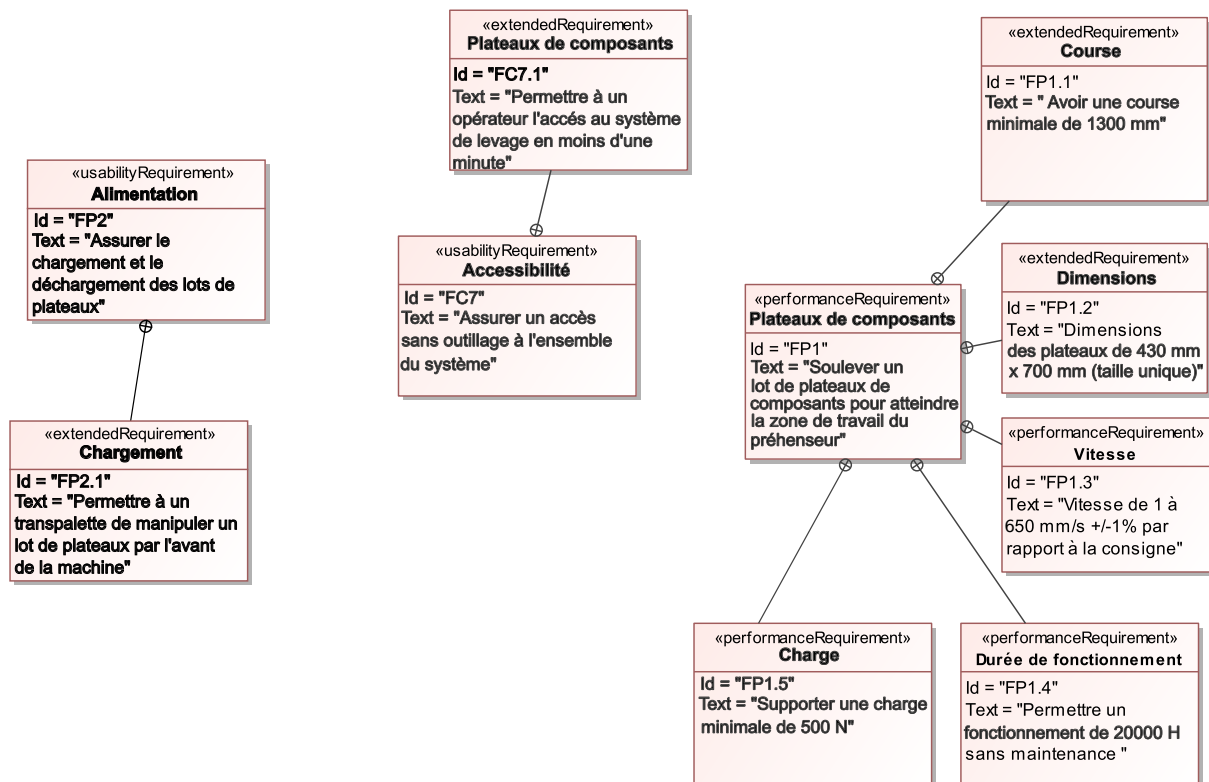 «extendedRequirement»
Plateaux de composants
Id = "FC7.1"
Text = "Permettre à un
opérateur l'accés au système
de levage en moins d'une
minute"
«extendedRequirement»
Course
Id = "FP1.1"
Text = " Avoir une course
minimale de 1300 mm"
«usabilityRequirement»
Alimentation
Id = "FP2"
Text = "Assurer le
chargement et le
déchargement des lots de
plateaux"
«usabilityRequirement»
Accessibilité
Id = "FC7"
Text = "Assurer un accès
sans outillage à l'ensemble
du système"
«extendedRequirement»
Dimensions
Id = "FP1.2"
Text = "Dimensions
des plateaux de 430 mm
x 700 mm (taille unique)"
«performanceRequirement»
Plateaux de composants
Id = "FP1"
Text = "Soulever un
lot de plateaux de
composants pour atteindre
la zone de travail du
préhenseur"
«extendedRequirement»
Chargement
Id = "FP2.1"
Text = "Permettre à un
transpalette de manipuler un
lot de plateaux par l'avant
de la machine"
«performanceRequirement»
Vitesse
Id = "FP1.3"
Text = "Vitesse de 1 à
650 mm/s +/-1% par
rapport à la consigne"
«performanceRequirement»
Charge
Id = "FP1.5"
Text = "Supporter une charge
minimale de 500 N"
«performanceRequirement»
Durée de fonctionnement
Id = "FP1.4"
Text = "Permettre un
fonctionnement de 20000 H
sans maintenance "